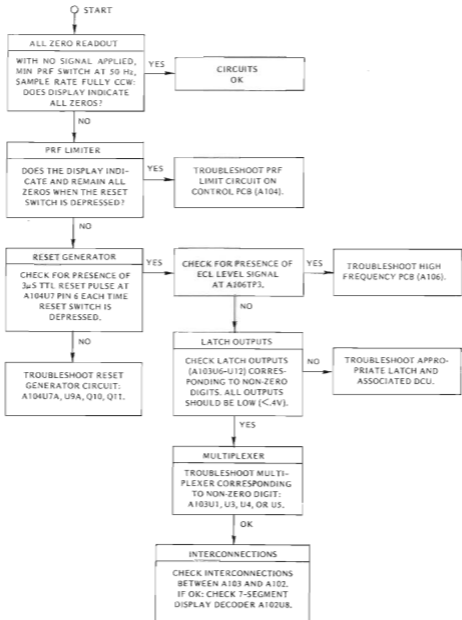 START
ALL ZERO READOUT
WITH NO SIGNAL APPLIED,
MIN PRF SWITCH AT 50 Hz,
SAMPLE RATE FULLY CCW:
DOES DISPLAY INDICATE
ALL ZEROS?
YES
CIRCUITS
OK
NO
PRF LIMITER
DOES THE DISPLAY INDI-
CATE AND REMAIN ALL
ZEROS WHEN THE RESET
SWITCH IS DEPRESSED?
YES
TROUBLESHOOT PRF
LIMIT CIRCUIT ON
CONTROL PCB (A104).
NO
RESET GENERATOR
CHECK FOR PRESENCE OF
3µS TTL RESET PULSE AT
A104U7 PIN 6 EACH TIME
RESET SWITCH IS
DEPRESSED.
YES
CHECK FOR PRESENCE OF
ECL LEVEL SIGNAL
AT A106TP3.
YES
TROUBLESHOOT HIGH
FREQUENCY PCB (A106).
NO
NO
TROUBLESHOOT RESET
GENERATOR CIRCUIT:
A104U7A, U9A, Q10, Q11.
LATCH OUTPUTS
CHECK LATCH OUTPUTS
(A103U6-U12) CORRES-
PONDING TO NON-ZERO
DIGITS. ALL OUTPUTS
SHOULD BE LOW (<.4V).
NO
TROUBLESHOOT APPRO-
PRIATE LATCH AND
ASSOCIATED DCU.
YES
MULTIPLEXER
TROUBLESHOOT MULTI-
PLEXER CORRESPONDING
TO NON-ZERO DIGIT:
A103U1, U3, U4, OR U5.
OK
INTERCONNECTIONS
CHECK INTERCONNECTIONS
BETWEEN A103 AND A102.
IF OK: CHECK 7-SEGMENT
DISPLAY DECODER A102U8.